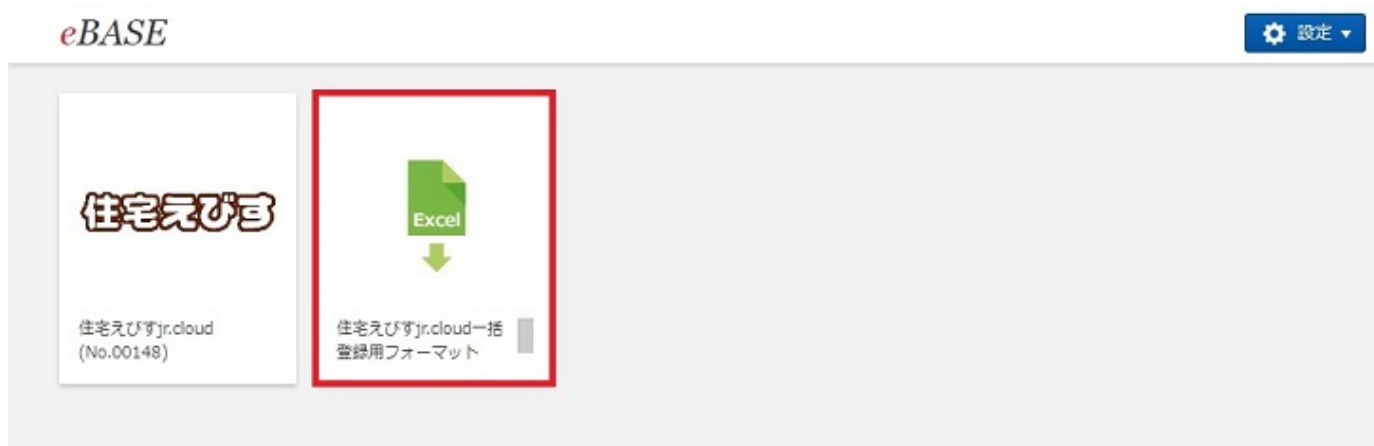 eBASE
設定
住宅えびす
Excel
住宅えびすjr.cloud
(No.00148)
住宅えびすjr.cloud一括
登録用フォーマット